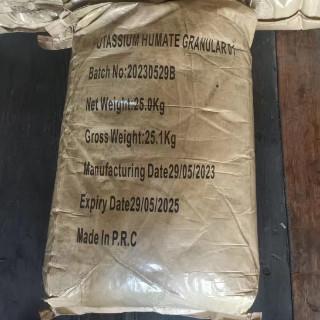 POTASSIUM HUMATE GRANULAR 01
Batch No:20230529B
Net Weight:25.0Kg
Gross Weight:25.1Kg
Manufacturing Date29/05/2023
Expiry Date29/05/2025
Made In P.R.C